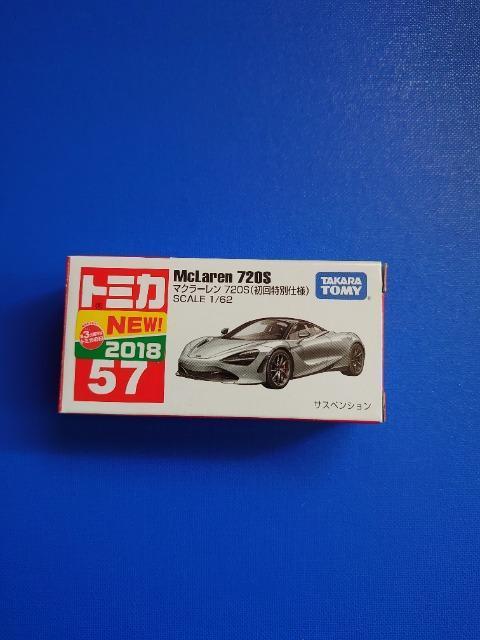 トミカ
NEW!
2018
57
McLaren 720S
マクラーレン 720S(初回特別仕様)
SCALE 1/62
TAKARA
TOMY
サスペンション